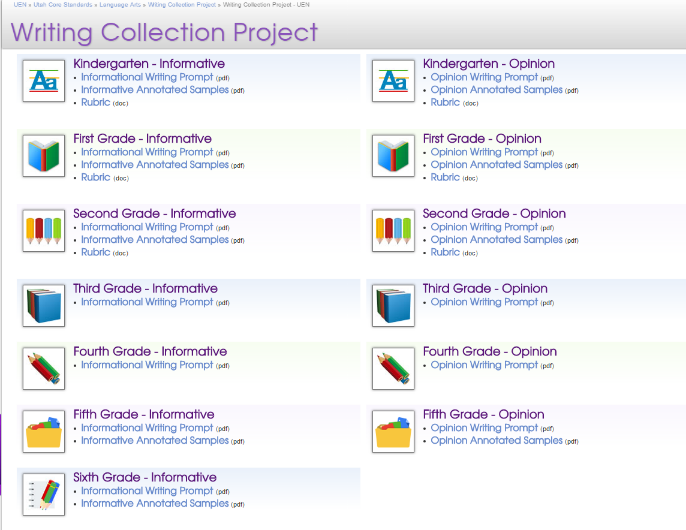 UEN » Utah Core Standards » Language Arts » Writing Collection Project » Writing Collection Project - UEN
Writing Collection Project
Kindergarten - Informative
• Informational Writing Prompt (pdf)
• Informative Annotated Samples (pdf)
• Rubric (doc)
Kindergarten - Opinion
• Opinion Writing Prompt (pdf)
• Opinion Annotated Samples (pdf)
• Rubric (doc)
Aa
Aa
First Grade - Informative
• Informational Writing Prompt (pdf)
• Informative Annotated Samples (pdf)
• Rubric (doc)
First Grade - Opinion
• Opinion Writing Prompt (pdf)
• Opinion Annotated Samples (pdf)
• Rubric (doc)
Second Grade - Informative
• Informational Writing Prompt (pdf)
• Informative Annotated Samples (pdf)
• Rubric (doc)
Second Grade - Opinion
• Opinion Writing Prompt (pdf)
• Opinion Annotated Samples (pdf)
• Rubric (doc)
Third Grade - Informative
• Informational Writing Prompt (pdf)
Third Grade - Opinion
• Opinion Writing Prompt (pdf)
Fourth Grade - Informative
• Informational Writing Prompt (pdf)
Fourth Grade - Opinion
• Opinion Writing Prompt (pdf)
Fifth Grade - Informative
• Informational Writing Prompt (pdf)
• Informative Annotated Samples (pdf)
Fifth Grade - Opinion
• Opinion Writing Prompt (pdf)
• Opinion Annotated Samples (pdf)
Sixth Grade - Informative
• Informational Writing Prompt (pdf)
• Informative Annotated Samples (pdf)